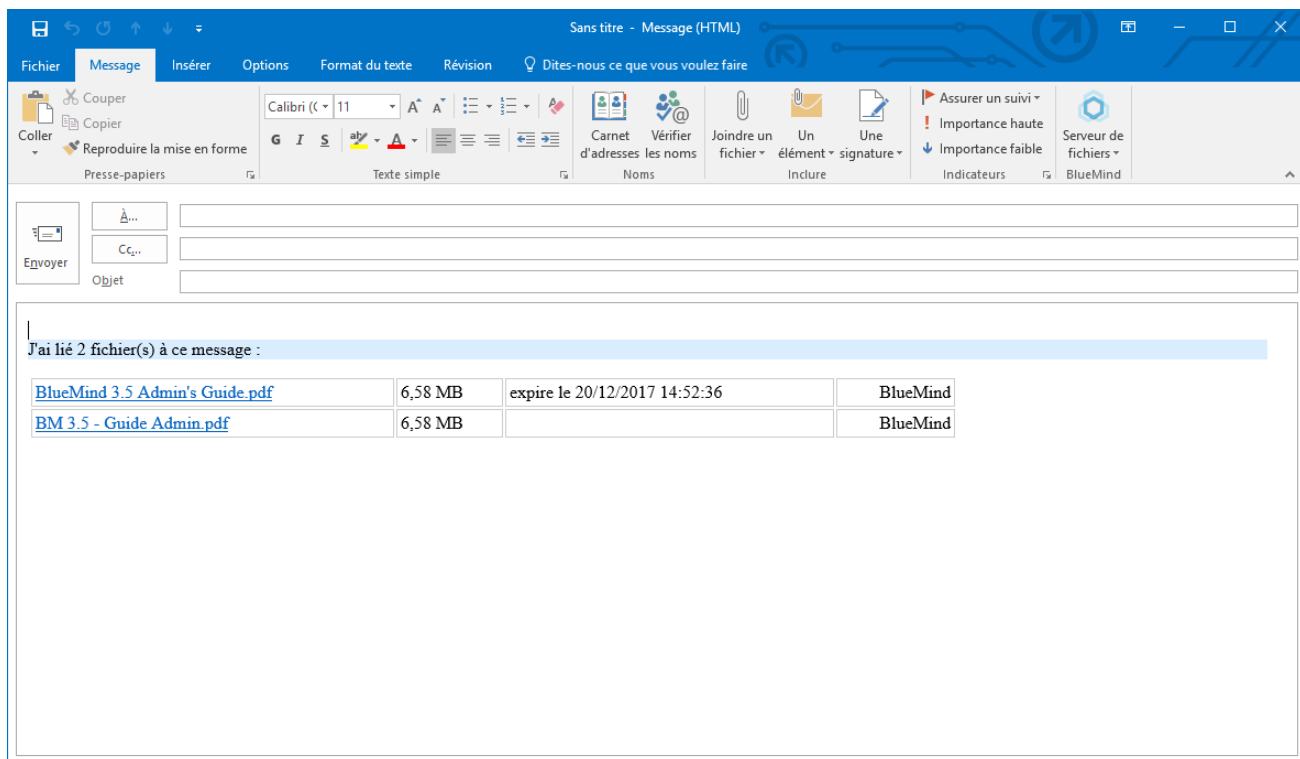 Sans titre - Message (HTML)
Fichier Message Insérer Options Format du texte Révision Dites-nous ce que vous voulez faire
Coller
Couper
Copier
Reproduire la mise en forme
Presse-papiers
Calibri (( 11
G I S
Texte simple
Carnet d'adresses
Vérifier les noms
Noms
Joindre un fichier
Un élément
Une signature
Inclure
Assurer un suivi
Importance haute
Importance faible
Indicateurs
Serveur de fichiers
BlueMind
Envoyer
À...
Cc...
Objet
J'ai lié 2 fichier(s) à ce message :
BlueMind 3.5 Admin's Guide.pdf 6,58 MB expire le 20/12/2017 14:52:36 BlueMind
BM 3.5 - Guide Admin.pdf 6,58 MB BlueMind